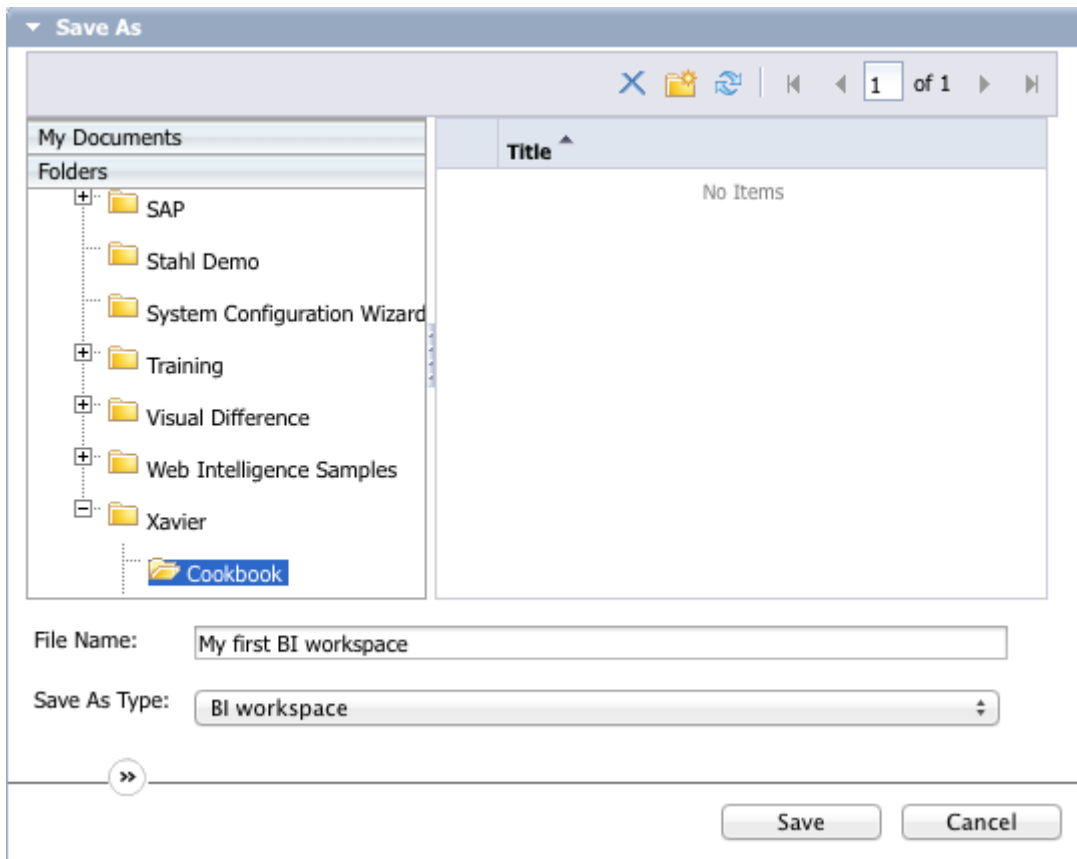 Save As
1 of 1
My Documents
Folders
SAP
Stahl Demo
System Configuration Wizard
Training
Visual Difference
Web Intelligence Samples
Xavier
Cookbook
Title
No Items
File Name: My first BI workspace
Save As Type: BI workspace
Save Cancel